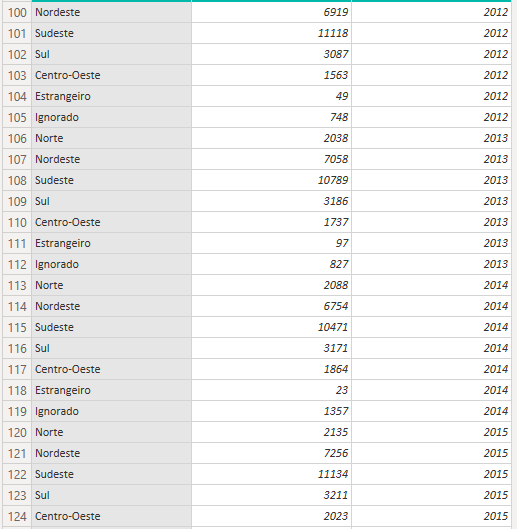 100 Nordeste 6919 2012
101 Sudeste 11118 2012
102 Sul 3087 2012
103 Centro-Oeste 1563 2012
104 Estrangeiro 49 2012
105 Ignorado 748 2012
106 Norte 2038 2013
107 Nordeste 7058 2013
108 Sudeste 10789 2013
109 Sul 3186 2013
110 Centro-Oeste 1737 2013
111 Estrangeiro 97 2013
112 Ignorado 827 2013
113 Norte 2088 2014
114 Nordeste 6754 2014
115 Sudeste 10471 2014
116 Sul 3171 2014
117 Centro-Oeste 1864 2014
118 Estrangeiro 23 2014
119 Ignorado 1357 2014
120 Norte 2135 2015
121 Nordeste 7256 2015
122 Sudeste 11134 2015
123 Sul 3211 2015
124 Centro-Oeste 2023 2015